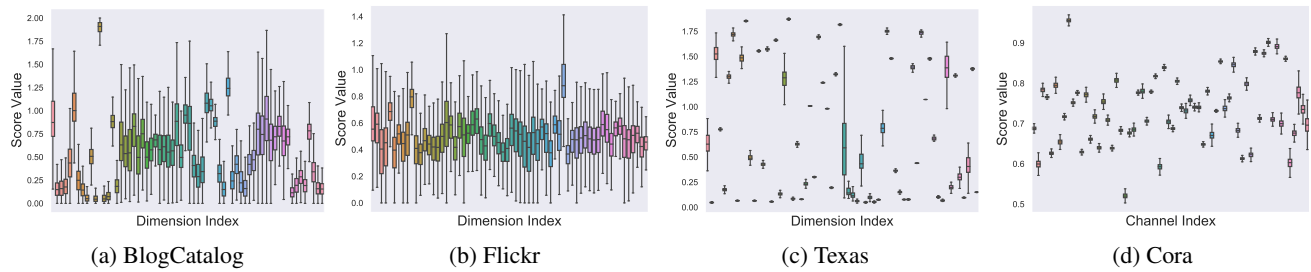 2.00
1.75
1.50
1.25
1.00
0.75
0.50
0.25
0.00
Score Value
Dimension Index
(a) BlogCatalog
1.4
1.2
1.0
0.8
0.6
0.4
0.2
0.0
Score Value
Dimension Index
(b) Flickr
1.75
1.50
1.25
1.00
0.75
0.50
0.25
0.00
Score Value
Dimension Index
(c) Texas
0.9
0.8
0.7
0.6
0.5
Score value
Channel Index
(d) Cora